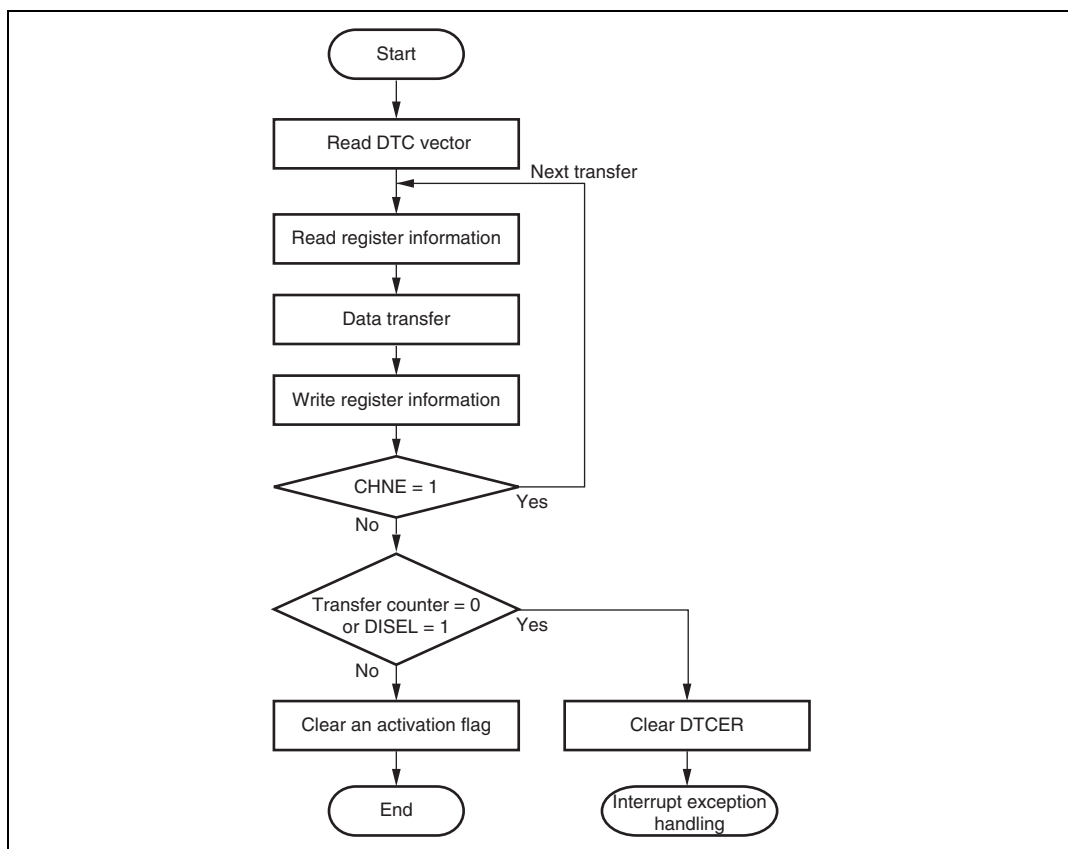 Start
Read DTC vector
Next transfer
Read register information
Data transfer
Write register information
CHNE = 1
Yes
No
Transfer counter = 0
or DISEL = 1
Yes
No
Clear an activation flag
Clear DTCER
End
Interrupt exception
handling